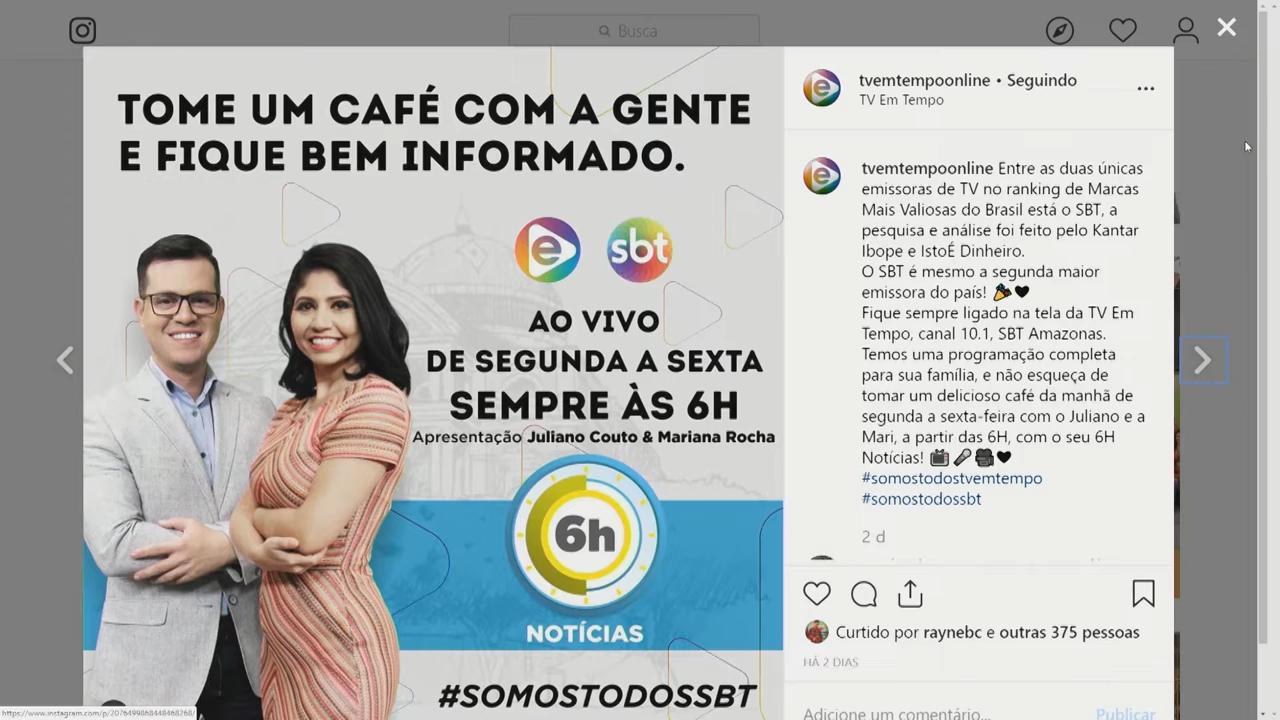 Busca
TOME UM CAFÉ COM A GENTE
E FIQUE BEM INFORMADO.
e
sbt
AO VIVO
DE SEGUNDA A SEXTA
SEMPRE ÀS 6H
Apresentação Juliano Couto & Mariana Rocha
6h
NOTÍCIAS
#SOMOSTODOSSBT
tvemtempoonline • Seguindo
TV Em Tempo
tvemtempoonline Entre as duas únicas
emissoras de TV no ranking de Marcas
Mais Valiosas do Brasil está o SBT, a
pesquisa e análise foi feito pelo Kantar
Ibope e IstoÉ Dinheiro.
O SBT é mesmo a segunda maior
emissora do país! 🎉🖤
Fique sempre ligado na tela da TV Em
Tempo, canal 10.1, SBT Amazonas.
Temos uma programação completa
para sua família, e não esqueça de
tomar um delicioso café da manhã de
segunda a sexta-feira com o Juliano e a
Mari, a partir das 6H, com o seu 6H
Notícias! 📺🎤🎥🖤
#somostodostvemtempo
#somostodossbt
2 d
Curtido por raynebc e outras 375 pessoas
HÁ 2 DIAS
Adicione um comentário...
Publicar